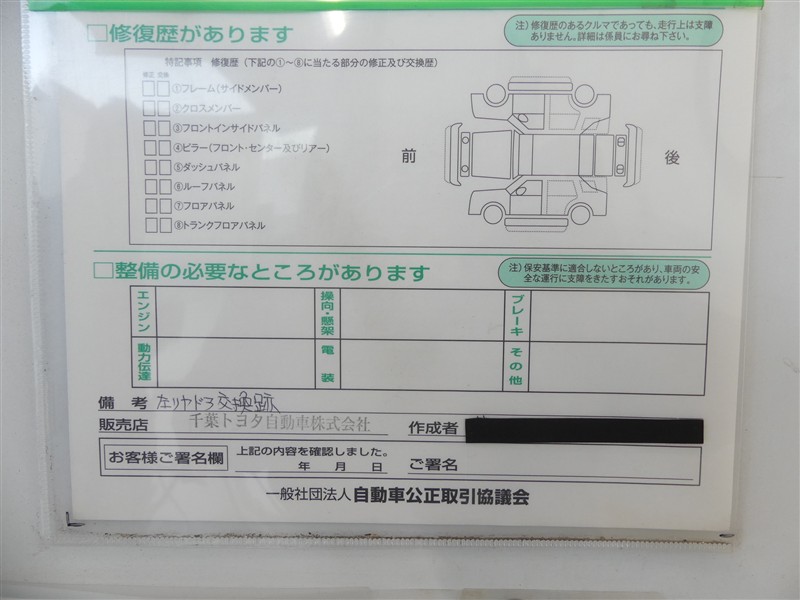 □修復歴があります
注）修復歴のあるクルマであっても、走行上は支障
ありません。詳細は係員にお尋ね下さい。
特記事項 修復歴（下記の①～⑧に当たる部分の修正及び交換歴）
修正 交換
□□①フレーム（サイドメンバー）
□□②クロスメンバー
□□③フロントインサイドパネル
□□④ピラー（フロント・センター及びリアー）
□□⑤ダッシュパネル
□□⑥ルーフパネル
□□⑦フロアパネル
□□⑧トランクフロアパネル
前
後
□整備の必要なところがあります
注）保安基準に適合しないところがあり、車両の安
全な運行に支障をきたすおそれがあります。
エンジン
操向・懸架
ブレーキ
動力伝達
電装
その他
備考 左リヤドア交換跡
販売店 千葉トヨタ自動車株式会社
作成者
お客様ご署名欄
上記の内容を確認しました。
年 月 日 ご署名
一般社団法人 自動車公正取引協議会